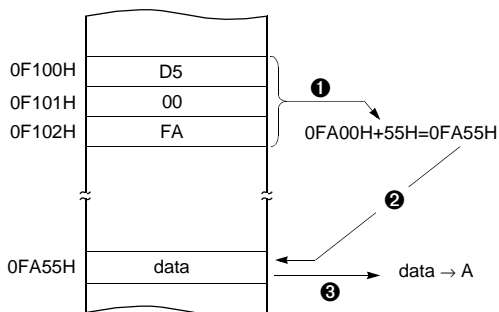 0F100H D5
❶
0F101H 00
0F102H FA
0FA00H+55H=0FA55H
❷
0FA55H data
data → A
❸